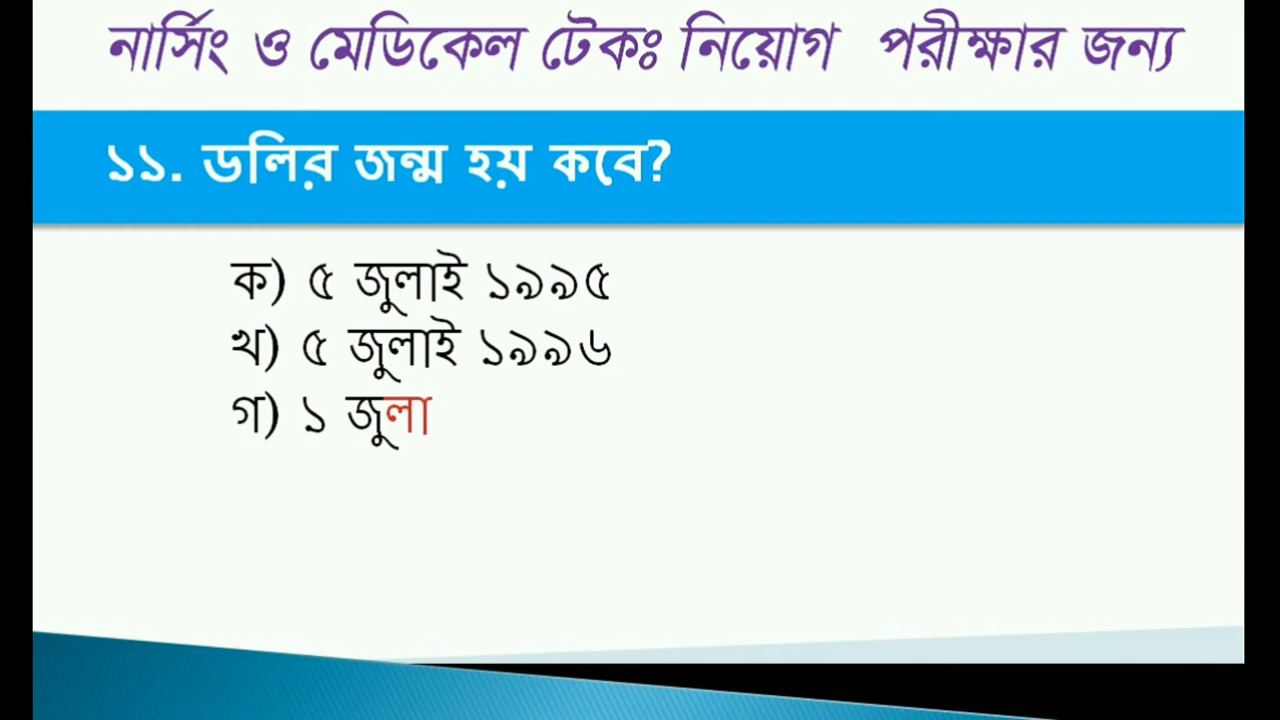 নার্সিং ও মেডিকেল টেকঃ নিয়োগ পরীক্ষার জন্য
১১. ডলির জন্ম হয় কবে?
ক) ৫ জুলাই ১৯৯৫
খ) ৫ জুলাই ১৯৯৬
গ) ১ জুলা